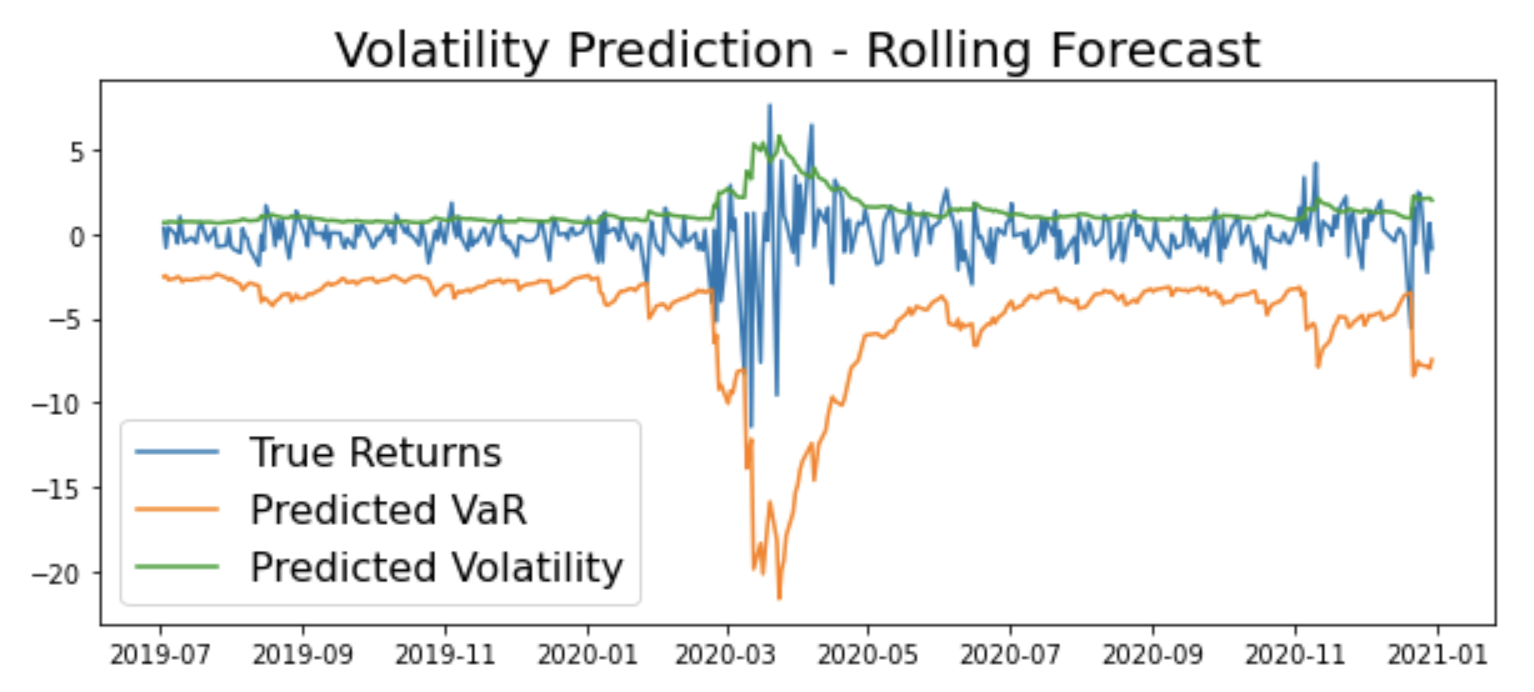 Volatility Prediction - Rolling Forecast
5
0
−5
−10
−15
−20
True Returns
Predicted VaR
Predicted Volatility
2019-07 2019-09 2019-11 2020-01 2020-03 2020-05 2020-07 2020-09 2020-11 2021-01